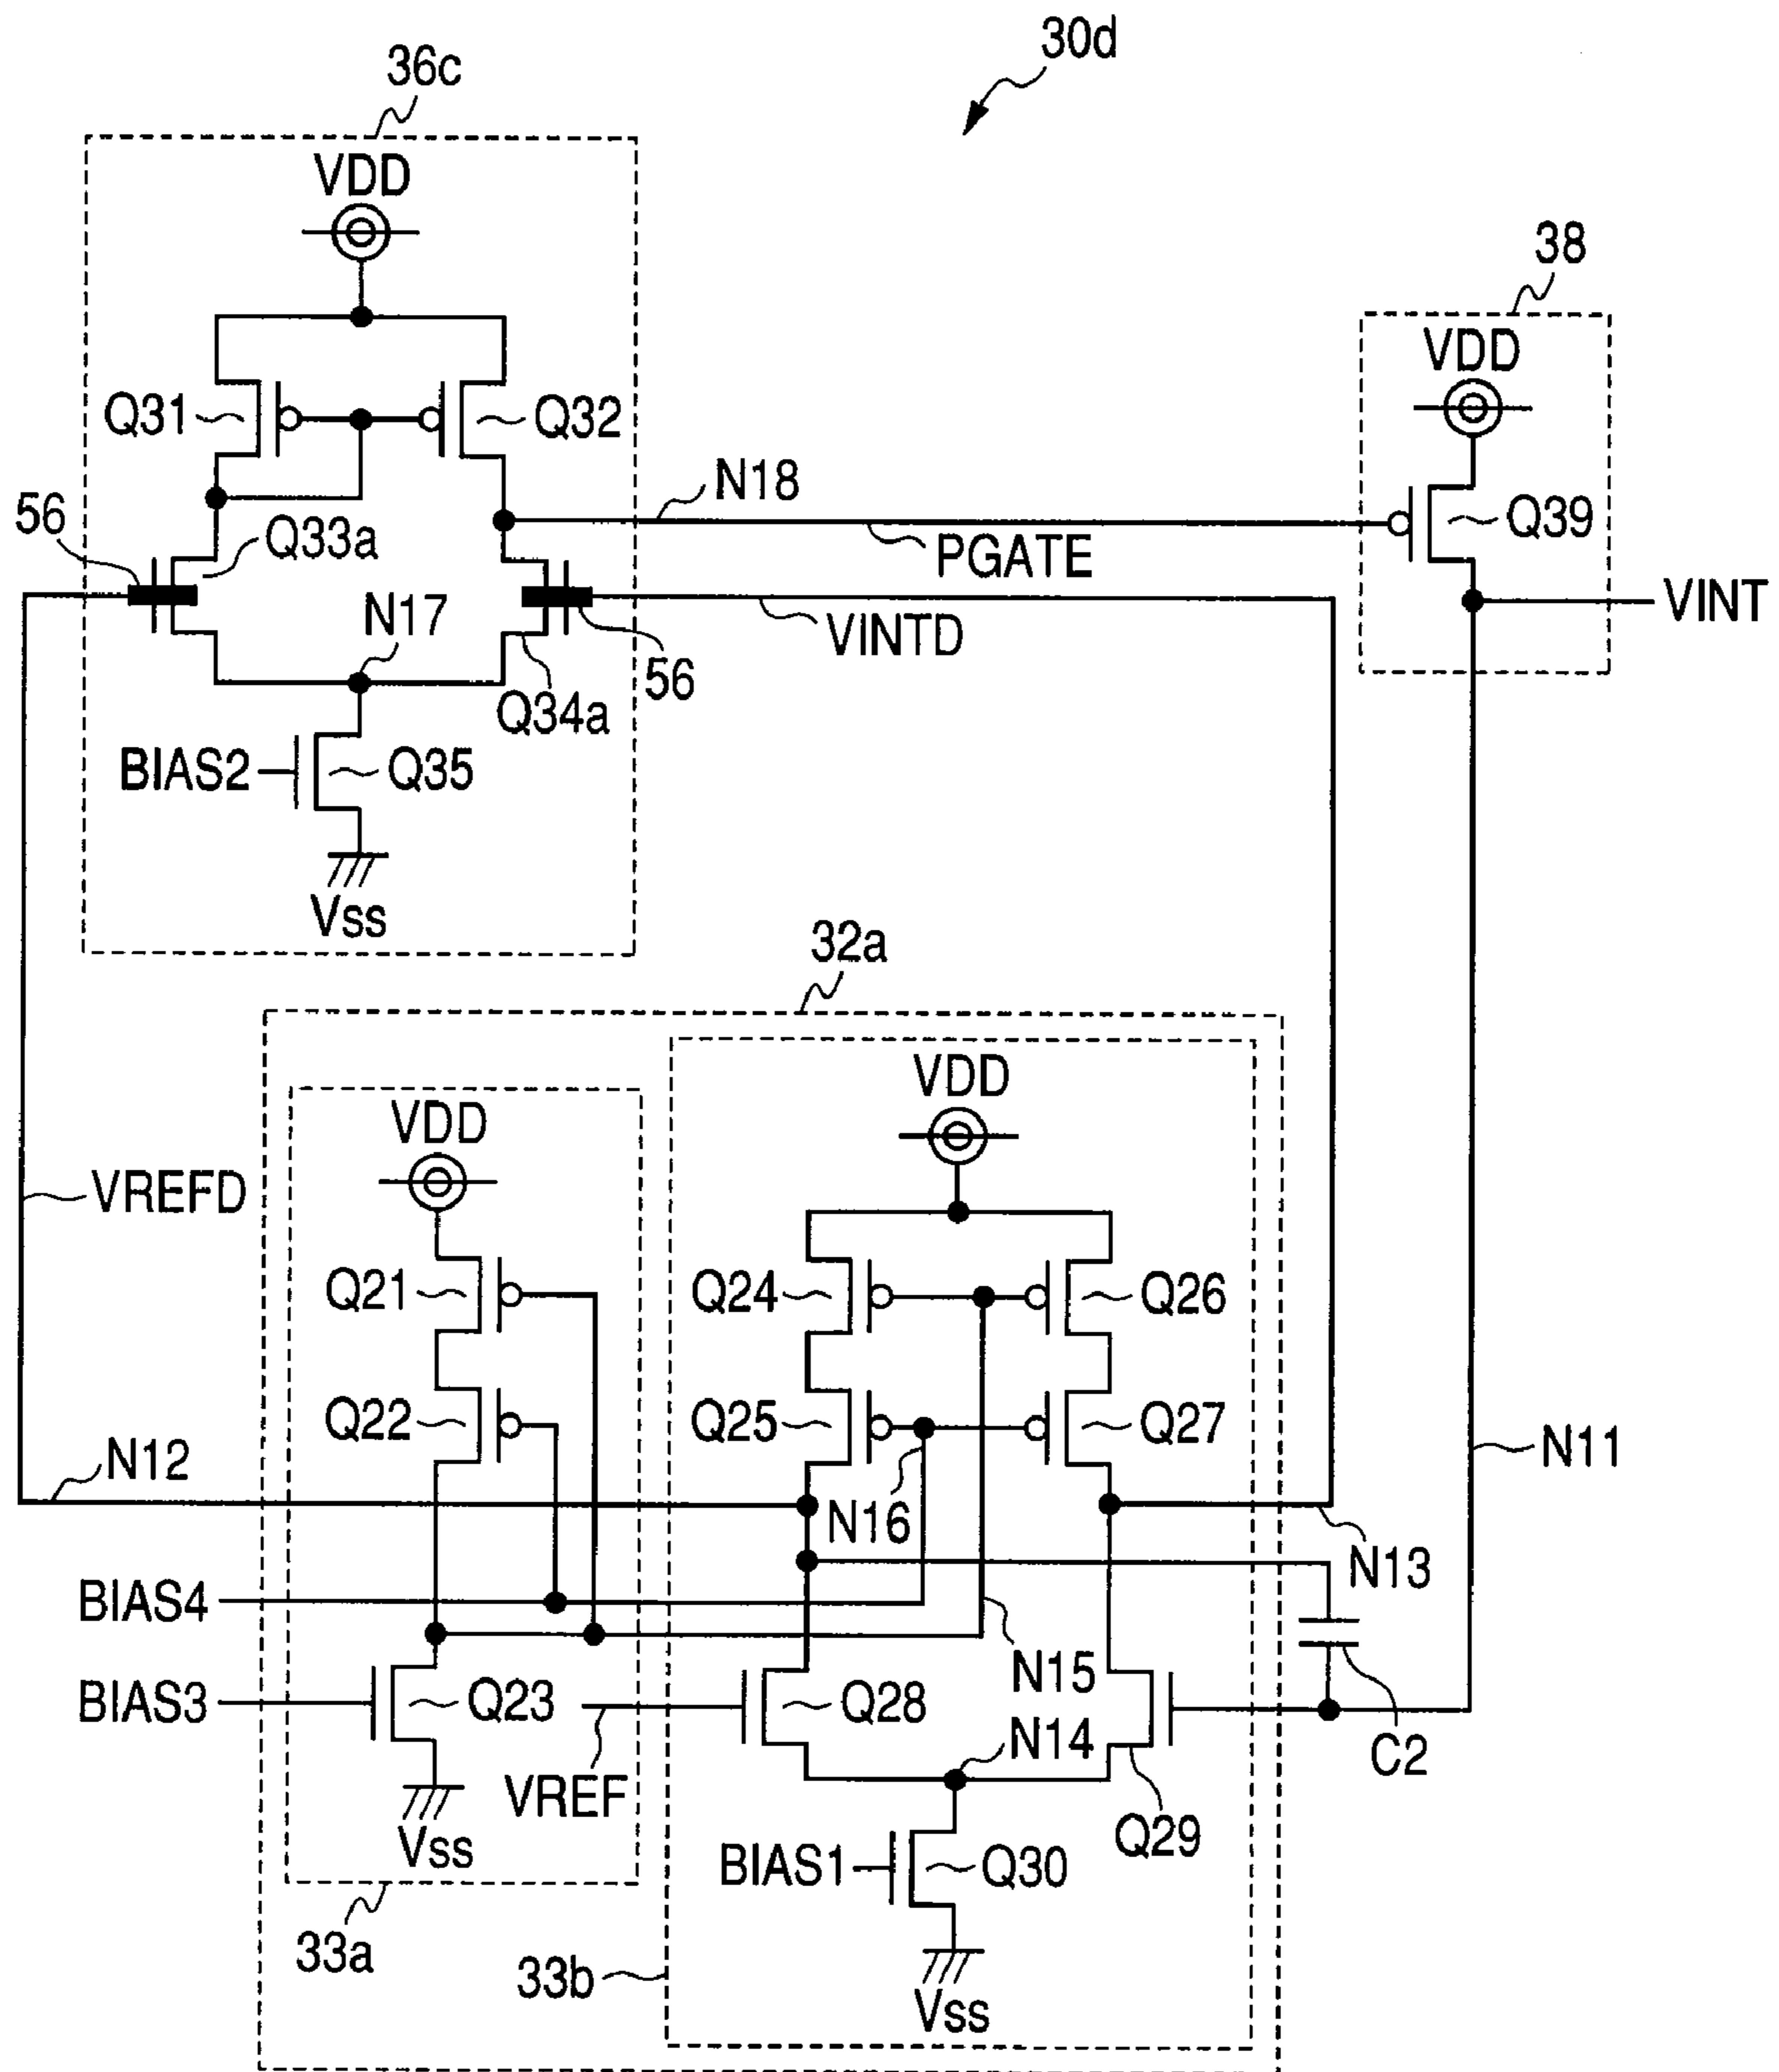 30d
36c
VDD
38
VDD
Q31
Q32
N18
Q39
56
Q33a
PGATE
VINT
N17
VINTD
56
Q34a
BIAS2
Q35
Vss
32a
VDD
VDD
VREFD
Q21
Q24
Q26
Q22
Q25
Q27
N12
N11
N16
N13
BIAS4
N15
BIAS3
Q23
Q28
N14
C2
VREF
Vss
Q29
BIAS1
Q30
33a
33b
Vss